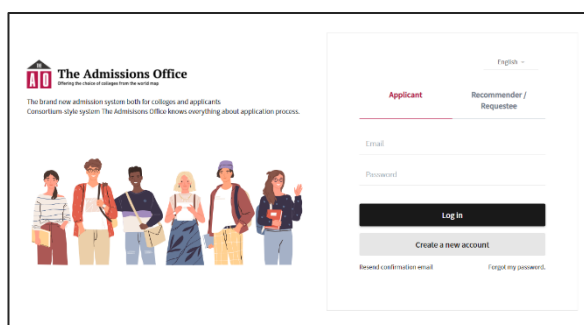 The Admissions Office
Offering the choice of colleges from the world map
The brand new admission system both for colleges and applicants
Consortium-style system The Admissions Office knows everything about application process.
English
Applicant
Recommender /
Requestee
Email
Password
Log in
Create a new account
Resend confirmation email
Forgot my password.